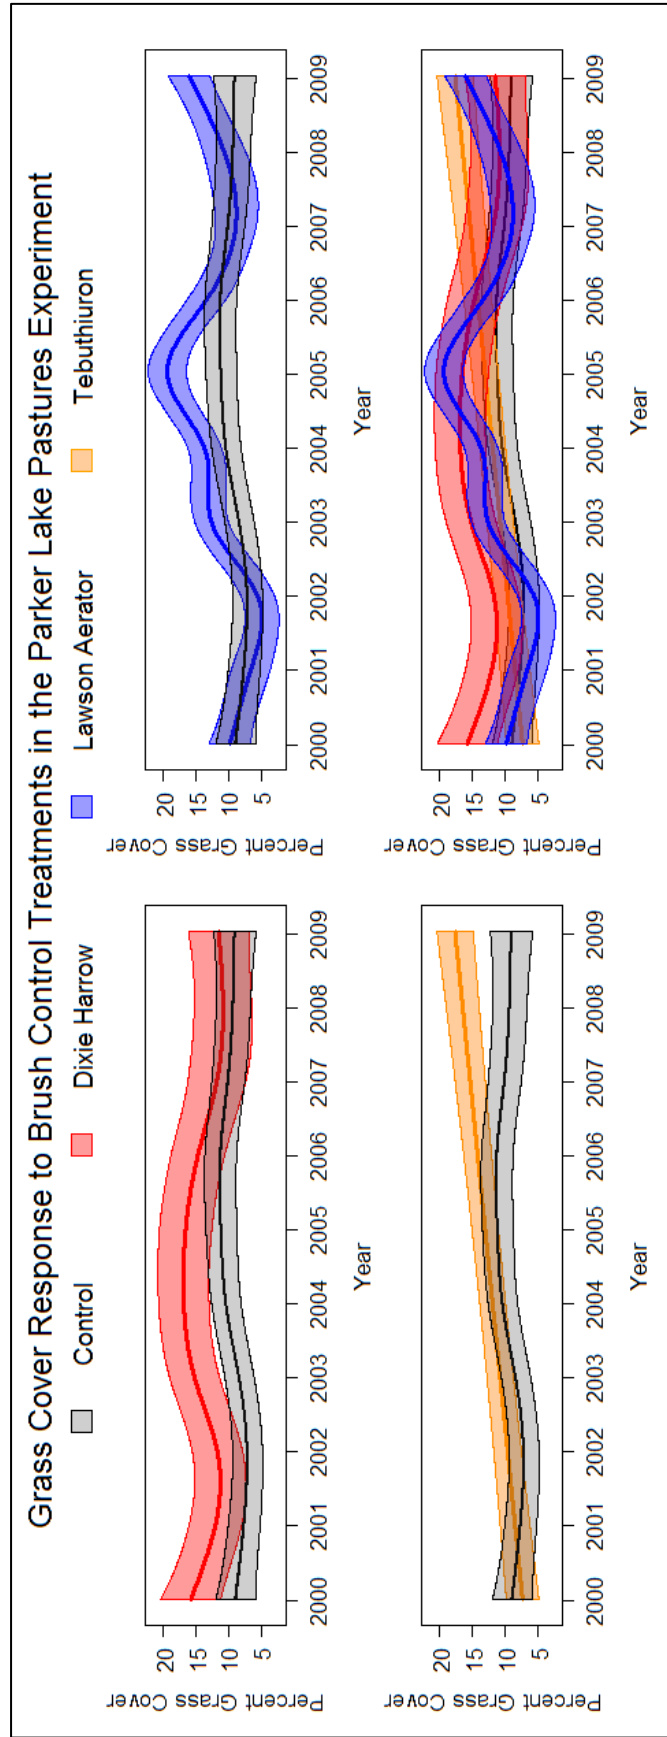 Grass Cover Response to Brush Control Treatments in the Parker Lake Pastures Experiment
Control Dixie Harrow Lawson Aerator Tebuthiuron
Percent Grass Cover
5 10 15 20
2000 2001 2002 2003 2004 2005 2006 2007 2008 2009
Year
Percent Grass Cover
5 10 15 20
2000 2001 2002 2003 2004 2005 2006 2007 2008 2009
Year
Percent Grass Cover
5 10 15 20
2000 2001 2002 2003 2004 2005 2006 2007 2008 2009
Year
Percent Grass Cover
5 10 15 20
2000 2001 2002 2003 2004 2005 2006 2007 2008 2009
Year